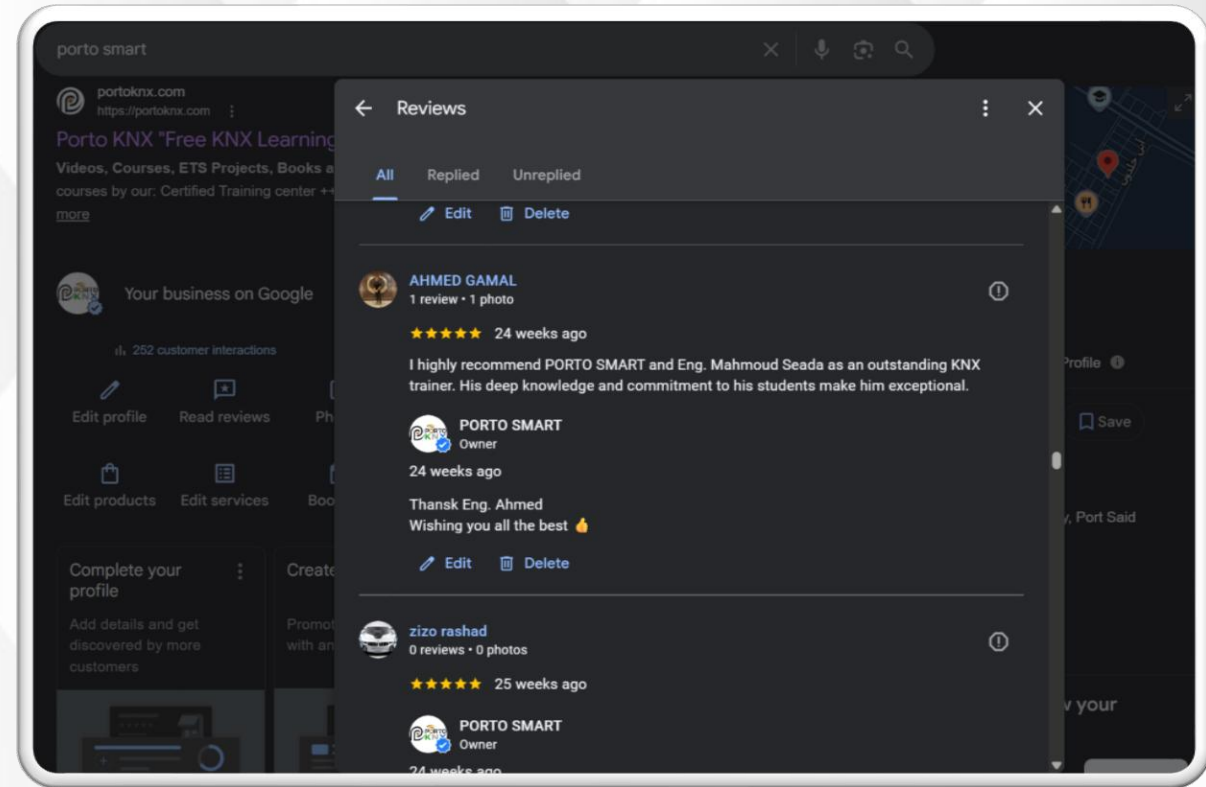 porto smart
portoknx.com
https://portoknx.com
Porto KNX "Free KNX Learning
Videos, Courses, ETS Projects, Books a
courses by our: Certified Training center ++
more
Your business on Google
252 customer interactions
Edit profile
Read reviews
Ph
Edit products
Edit services
Boo
Complete your
profile
Add details and get
discovered by more
customers
Create
Promot
with an
Reviews
All
Replied
Unreplied
Edit
Delete
AHMED GAMAL
1 review • 1 photo
24 weeks ago
I highly recommend PORTO SMART and Eng. Mahmoud Seada as an outstanding KNX
trainer. His deep knowledge and commitment to his students make him exceptional.
PORTO SMART
Owner
24 weeks ago
Thansk Eng. Ahmed
Wishing you all the best 👍
Edit
Delete
zizo rashad
0 reviews • 0 photos
25 weeks ago
PORTO SMART
Owner
24 weeks ago
Profile
Save
y, Port Said
your